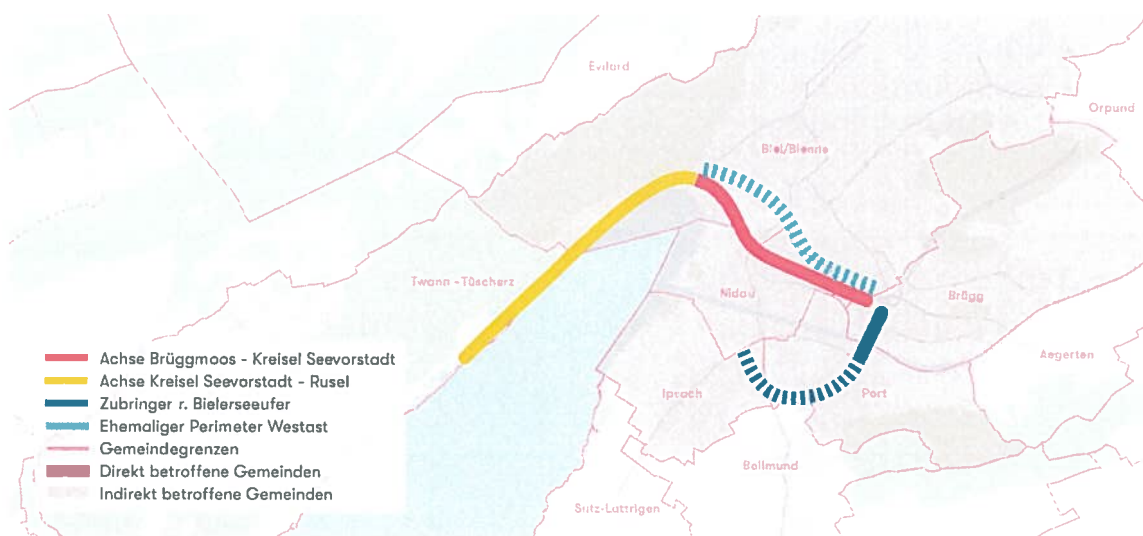 Evilard
Orpund
Biel/Bienne
Twann - Tüscherz
Nidau
Brügg
Aegerten
Ipsach
Port
Bellmund
Sutz-Lattrigen
Achse Brüggmoos - Kreisel Seevorstadt
Achse Kreisel Seevorstadt - Rusel
Zubringer r. Bielerseeufer
Ehemaliger Perimeter Westast
Gemeindegrenzen
Direkt betroffene Gemeinden
Indirekt betroffene Gemeinden